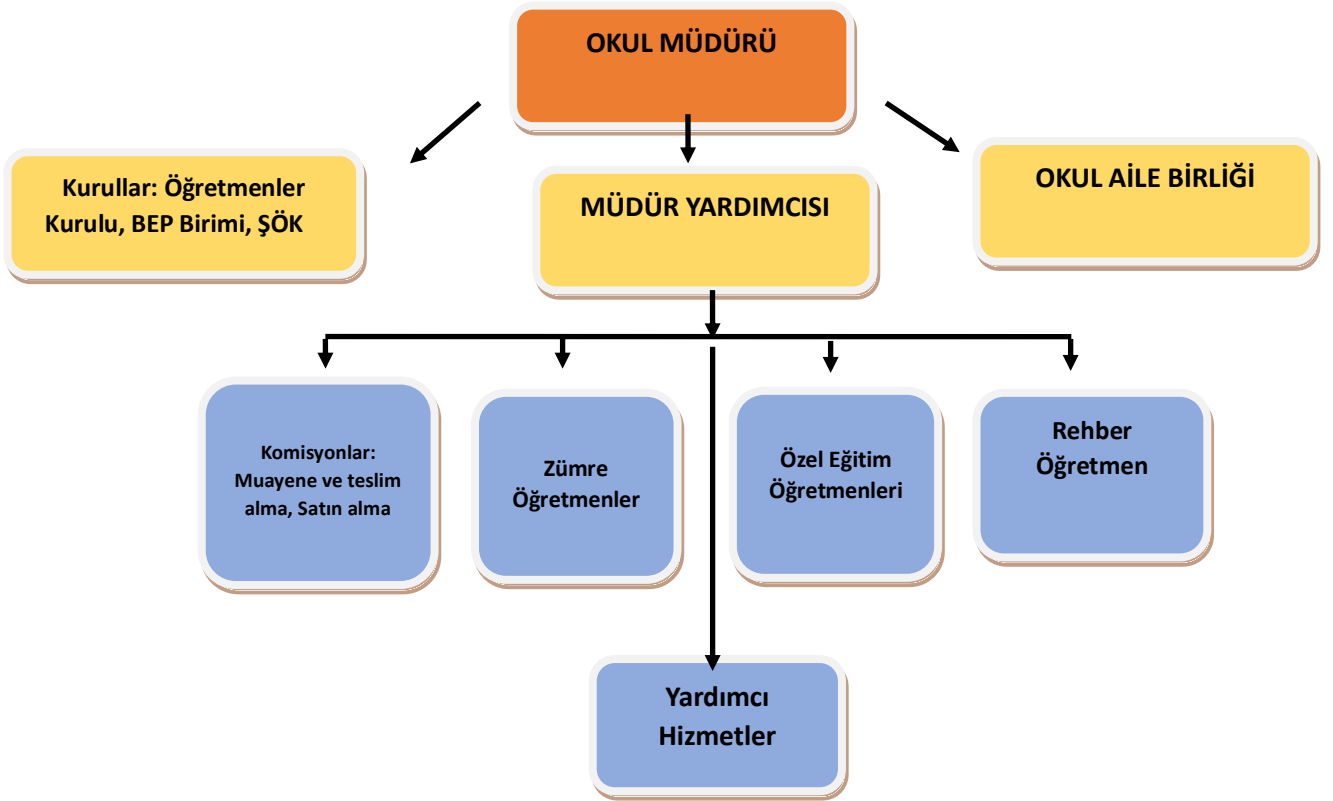 OKUL MÜDÜRÜ
Kurullar: Öğretmenler
Kurulu, BEP Birimi, ŞÖK
MÜDÜR YARDIMCISI
OKUL AİLE BİRLİĞİ
Komisyonlar:
Muayene ve teslim
alma, Satın alma
Zümre
Öğretmenler
Özel Eğitim
Öğretmenleri
Rehber
Öğretmen
Yardımcı
Hizmetler